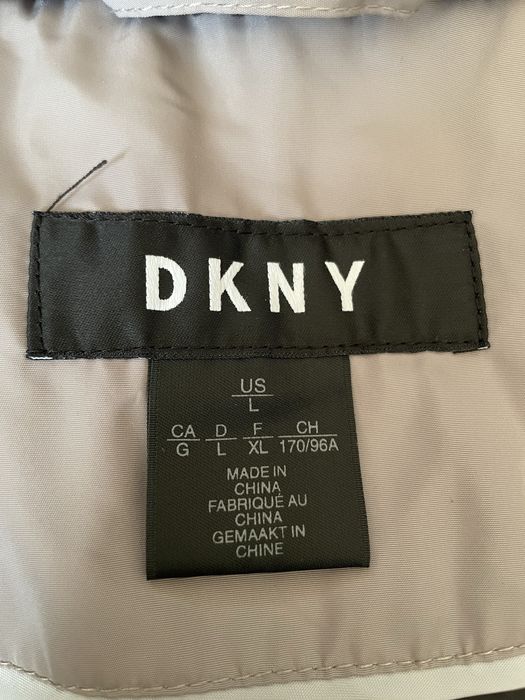 DKNY
US
L
CA D F CH
G L XL 170/96A
MADE IN
CHINA
FABRIQUÉ AU
CHINA
GEMAAKT IN
CHINE